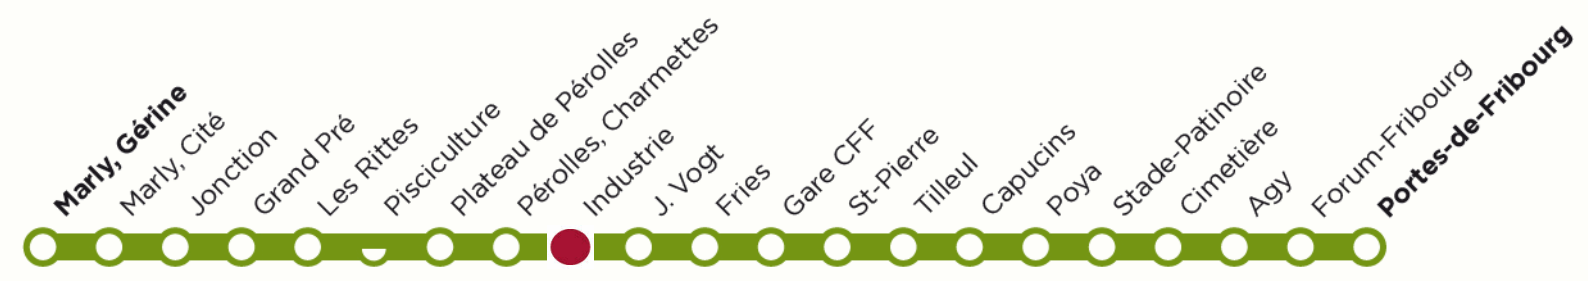 Marly, Gérine
Marly, Cité
Jonction
Grand Pré
Les Rittes
Pisciculture
Plateau de Pérolles
Pérolles, Charmettes
Industrie
J. Vogt
Fries
Gare CFF
St-Pierre
Tilleul
Capucins
Poya
Stade-Patinoire
Cimetière
Agy
Forum-Fribourg
Portes-de-Fribourg